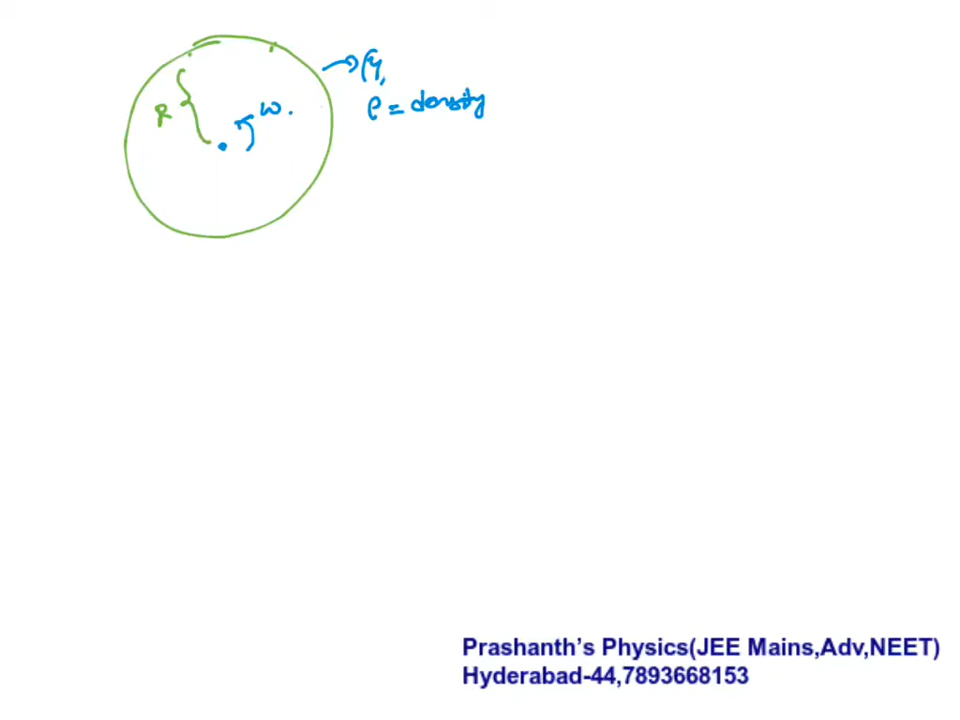 R
ω.
ρ = density
Prashanth's Physics(JEE Mains,Adv,NEET)
Hyderabad-44,7893668153